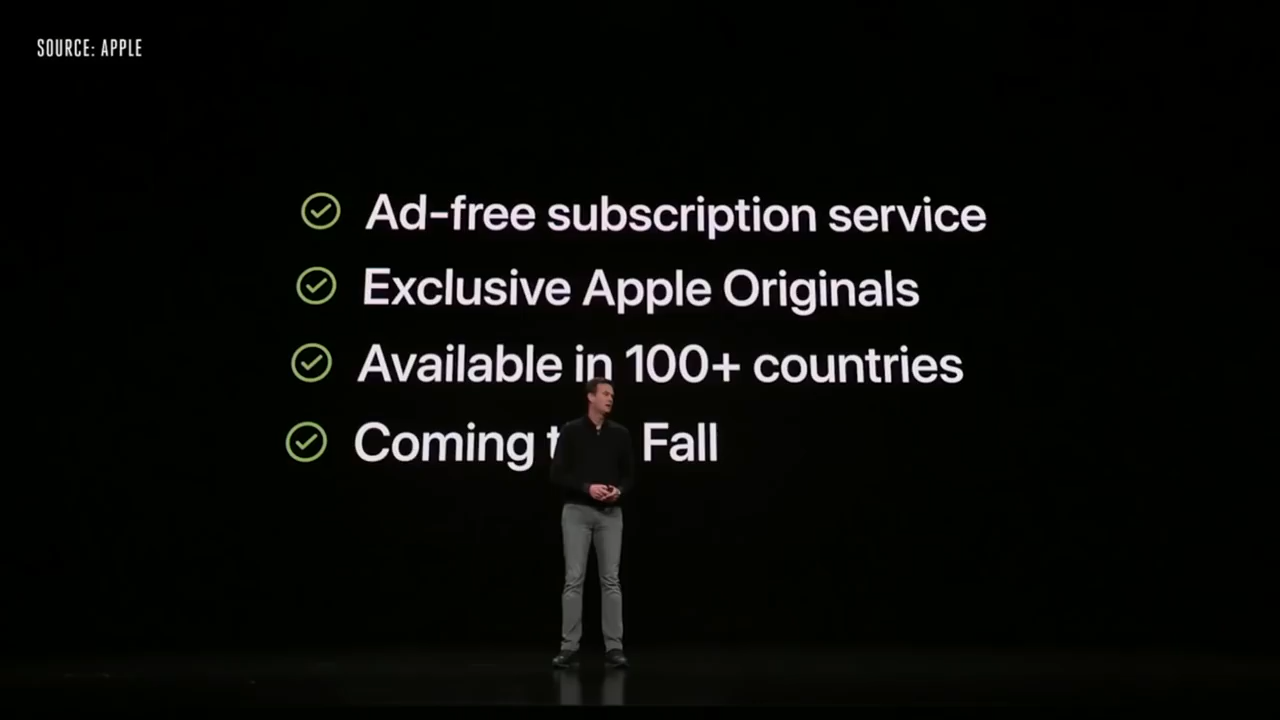 SOURCE: APPLE
Ad-free subscription service
Exclusive Apple Originals
Available in 100+ countries
Coming Fall